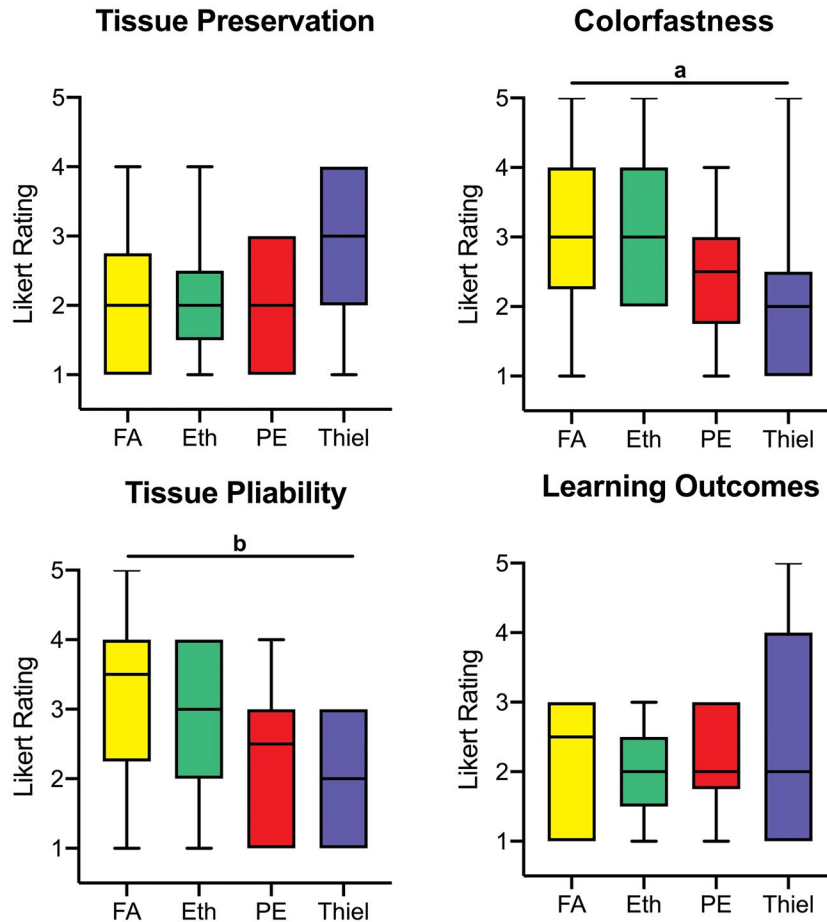 Tissue Preservation
5
4
3
2
1
Likert Rating
FA Eth PE Thiel
Colorfastness
a
5
4
3
2
1
Likert Rating
FA Eth PE Thiel
Tissue Pliability
b
5
4
3
2
1
Likert Rating
FA Eth PE Thiel
Learning Outcomes
5
4
3
2
1
Likert Rating
FA Eth PE Thiel